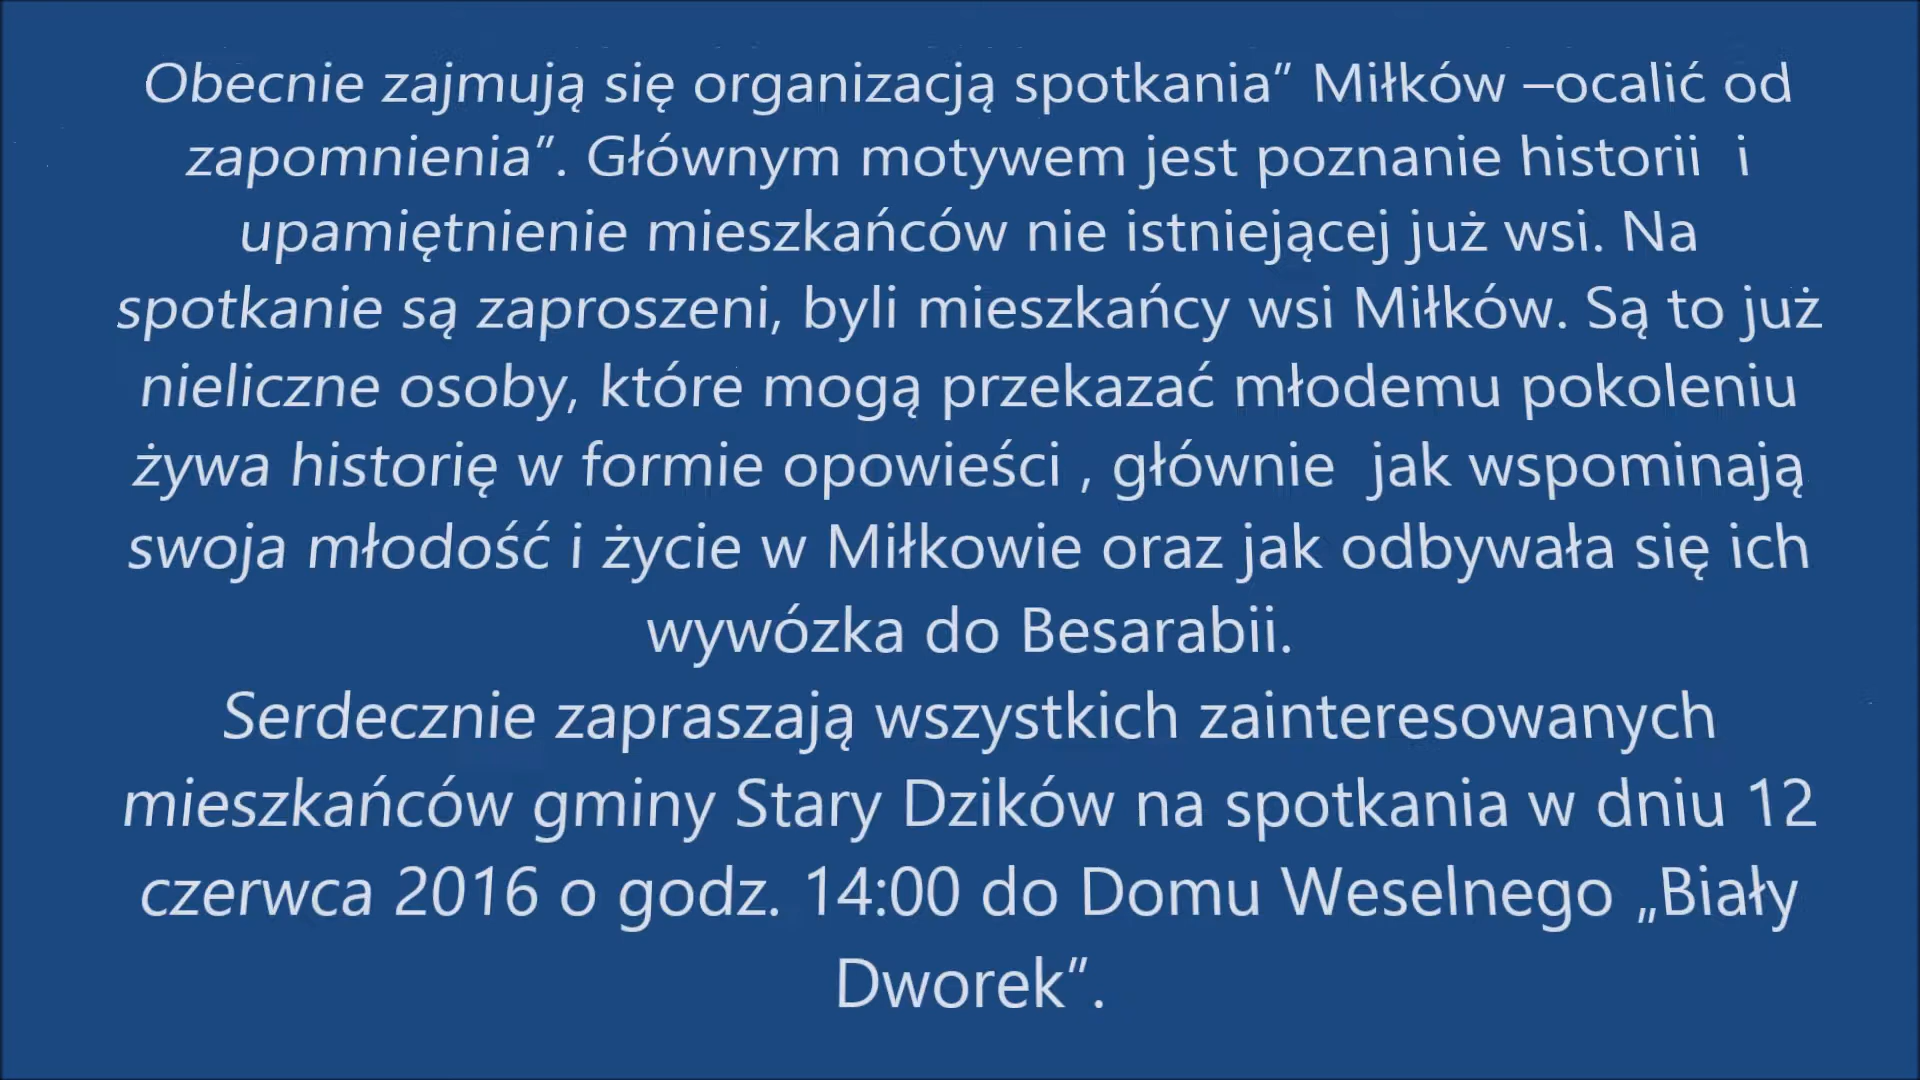 Obecnie zajmują się organizacją spotkania” Miłków –ocalić od
zapomnienia”. Głównym motywem jest poznanie historii i
upamiętnienie mieszkańców nie istniejącej już wsi. Na
spotkanie są zaproszeni, byli mieszkańcy wsi Miłków. Są to już
nieliczne osoby, które mogą przekazać młodemu pokoleniu
żywa historię w formie opowieści , głównie jak wspominają
swoja młodość i życie w Miłkowie oraz jak odbywała się ich
wywózka do Besarabii.
Serdecznie zapraszają wszystkich zainteresowanych
mieszkańców gminy Stary Dzików na spotkania w dniu 12
czerwca 2016 o godz. 14:00 do Domu Weselnego „Biały
Dworek”.